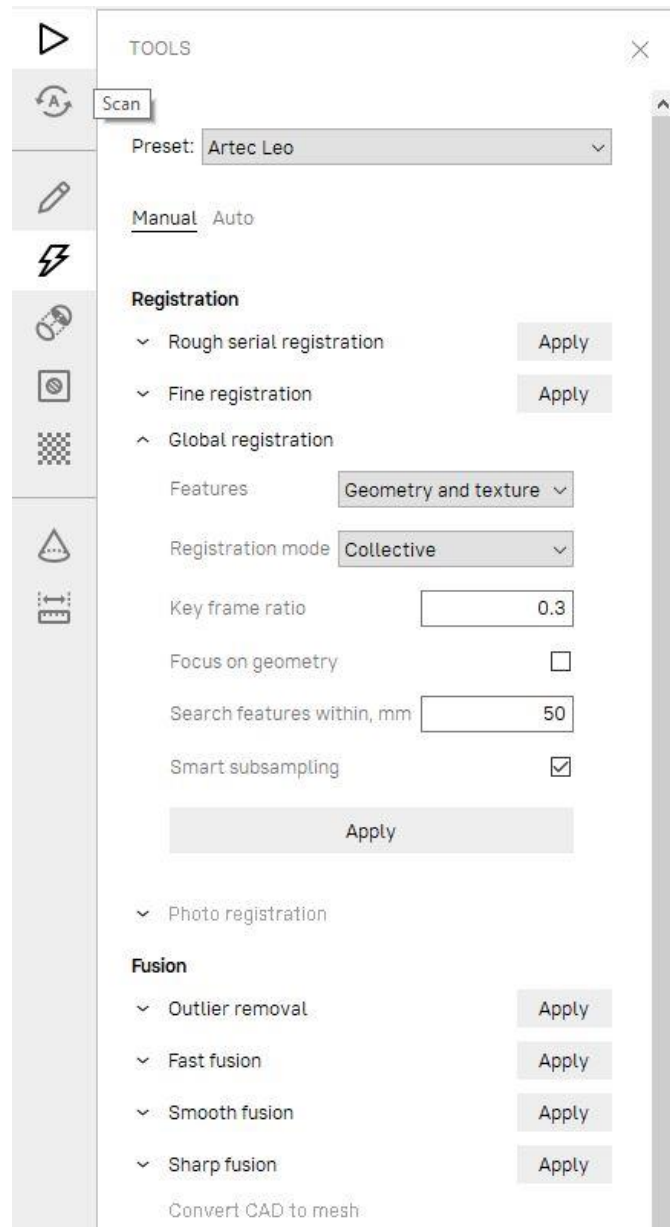 TOOLS
Scan
Preset: Artec Leo
Manual Auto
Registration
Rough serial registration Apply
Fine registration Apply
Global registration
Features Geometry and texture
Registration mode Collective
Key frame ratio 0.3
Focus on geometry
Search features within, mm 50
Smart subsampling
Apply
Photo registration
Fusion
Outlier removal Apply
Fast fusion Apply
Smooth fusion Apply
Sharp fusion Apply
Convert CAD to mesh